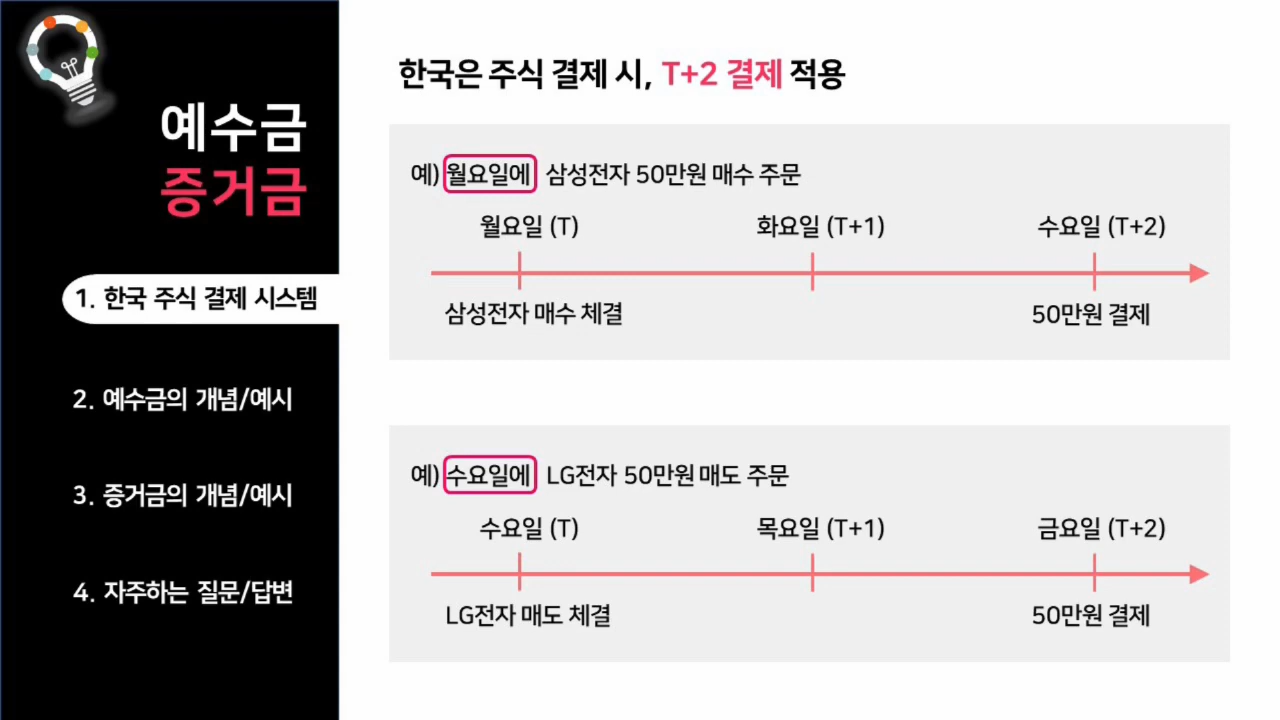 예수금
증거금
1. 한국 주식 결제 시스템
2. 예수금의 개념/예시
3. 증거금의 개념/예시
4. 자주하는 질문/답변
한국은 주식 결제 시, T+2 결제 적용
예) 월요일에 삼성전자 50만원 매수 주문
월요일 (T) 화요일 (T+1) 수요일 (T+2)
삼성전자 매수 체결 50만원 결제
예) 수요일에 LG전자 50만원 매도 주문
수요일 (T) 목요일 (T+1) 금요일 (T+2)
LG전자 매도 체결 50만원 결제